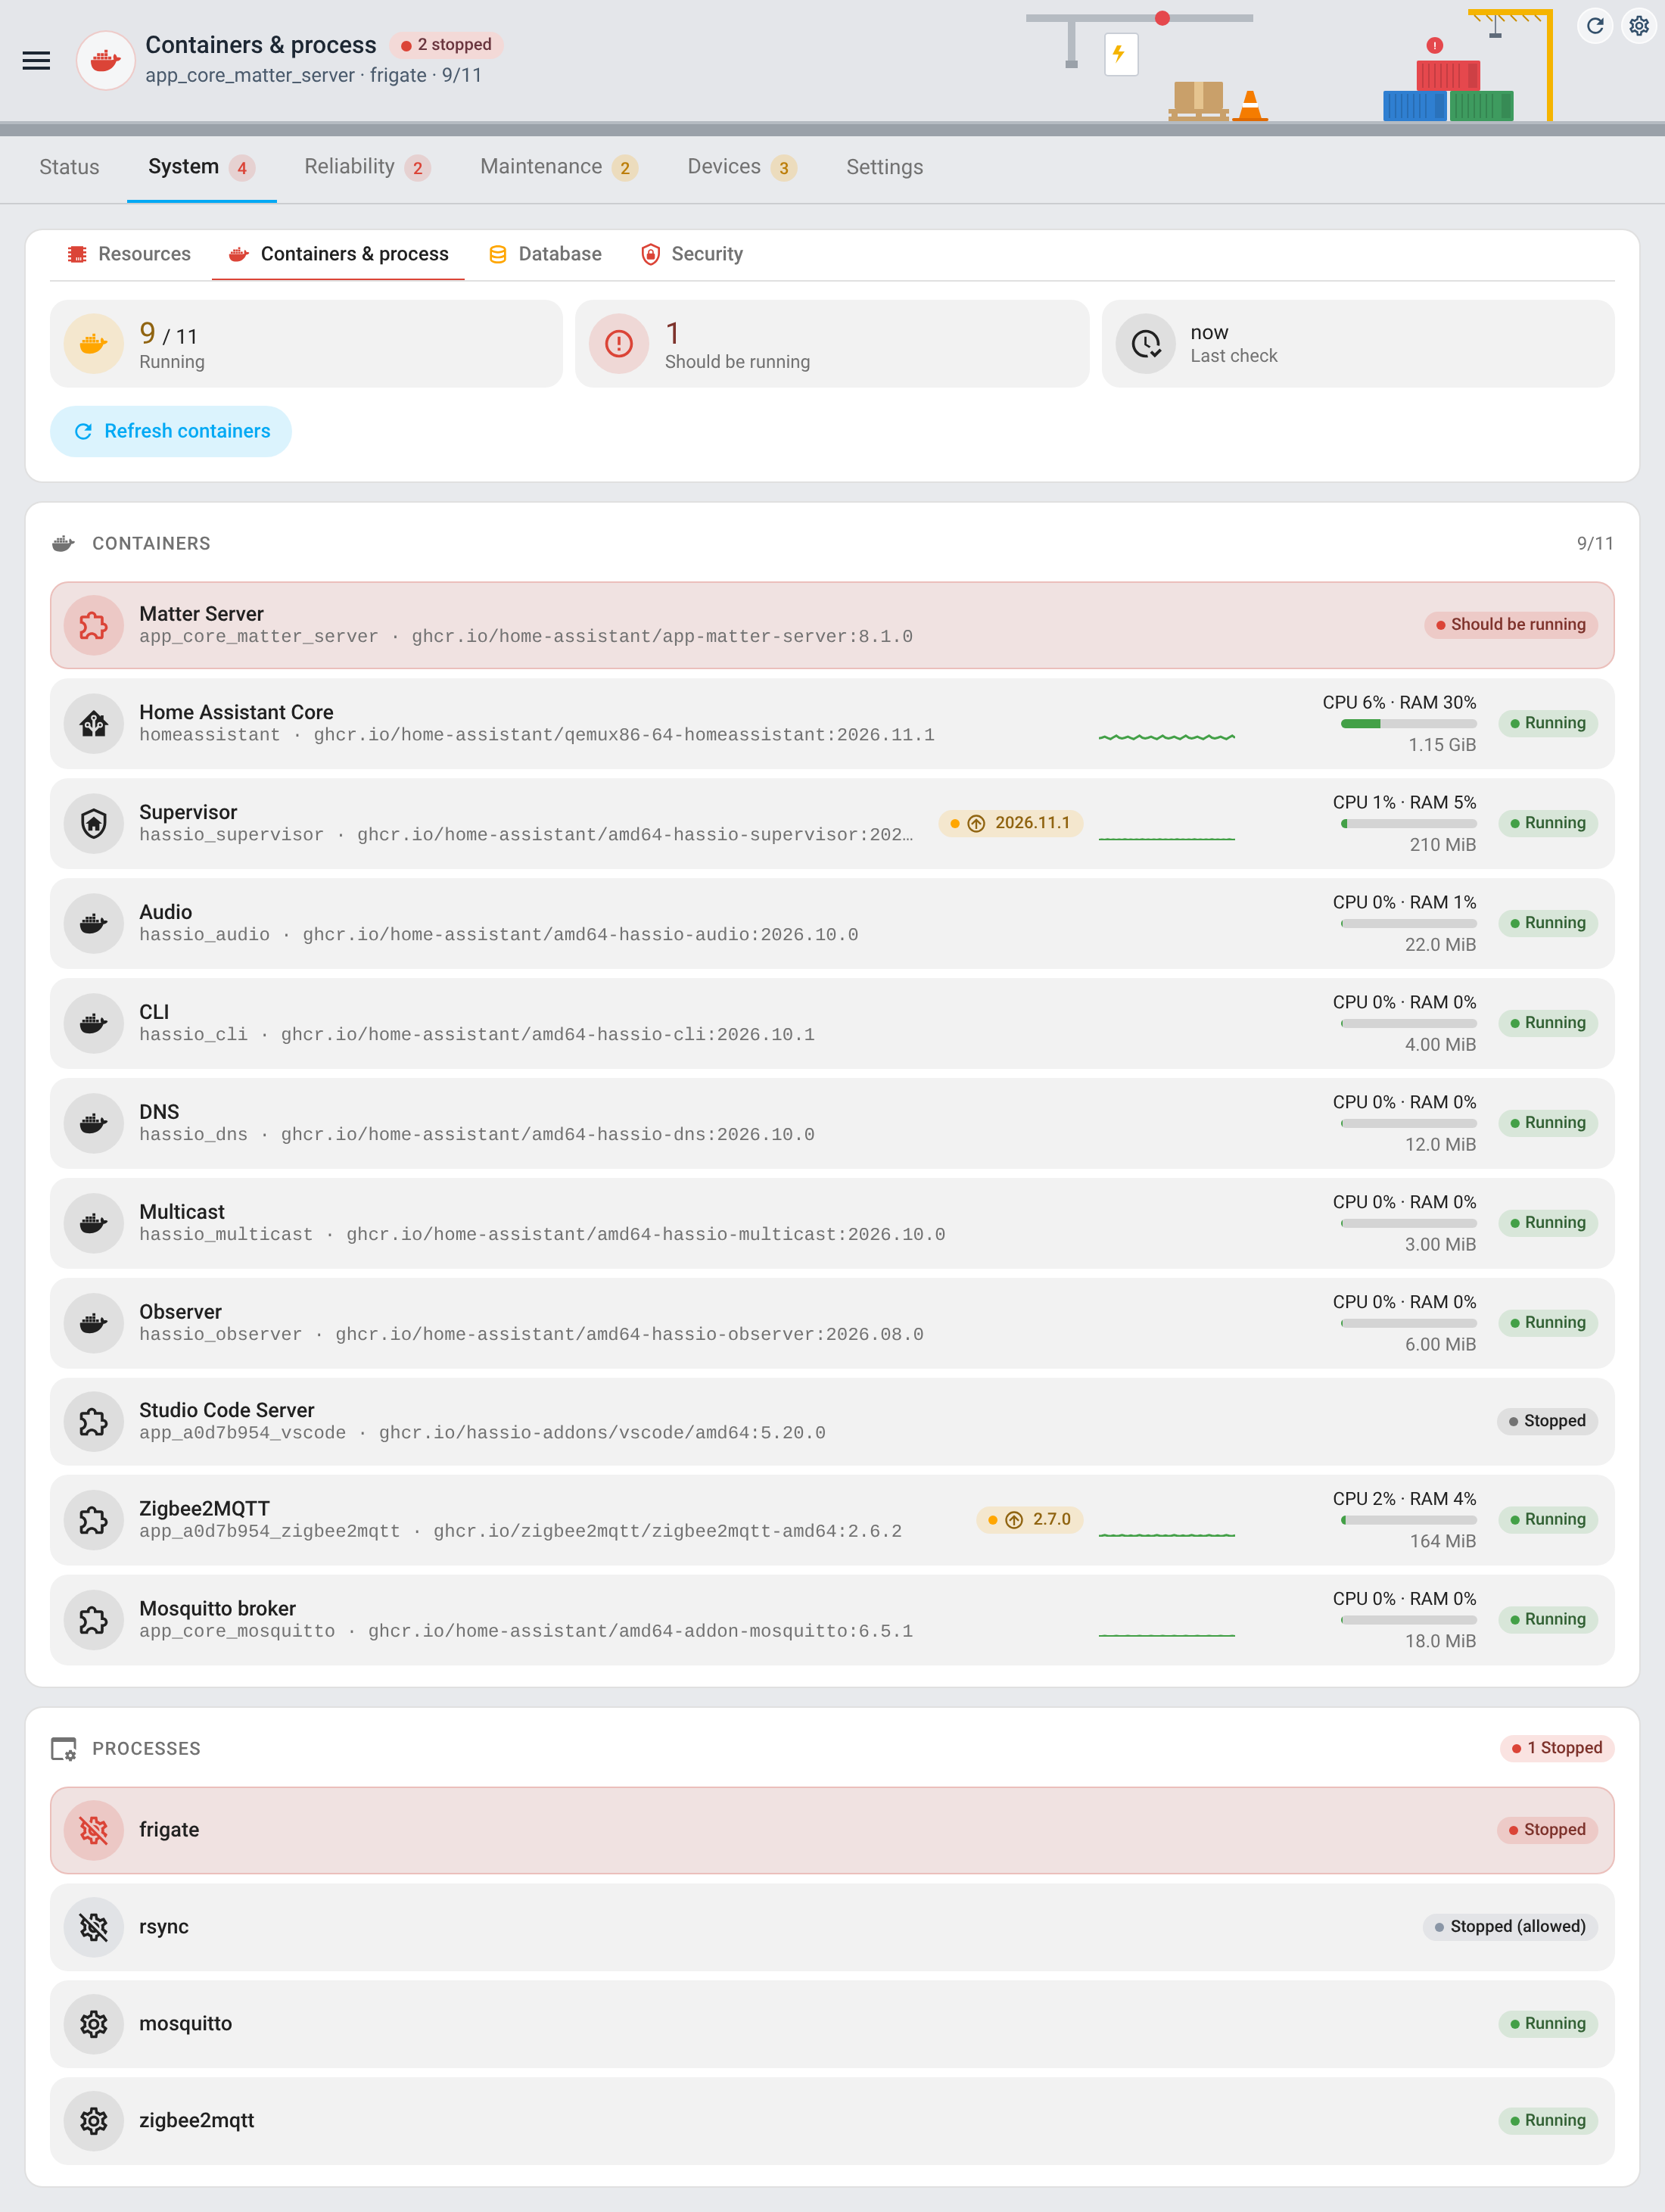 Containers & process
2 stopped
app_core_matter_server · frigate · 9/11
Status
System 4
Reliability 2
Maintenance 2
Devices 3
Settings
Resources
Containers & process
Database
Security
9 / 11
Running
1
Should be running
now
Last check
Refresh containers
CONTAINERS
9/11
Matter Server
app_core_matter_server · ghcr.io/home-assistant/app-matter-server:8.1.0
Should be running
Home Assistant Core
homeassistant · ghcr.io/home-assistant/qemux86-64-homeassistant:2026.11.1
CPU 6% · RAM 30%
1.15 GiB
Running
Supervisor
hassio_supervisor · ghcr.io/home-assistant/amd64-hassio-supervisor:202…
2026.11.1
CPU 1% · RAM 5%
210 MiB
Running
Audio
hassio_audio · ghcr.io/home-assistant/amd64-hassio-audio:2026.10.0
CPU 0% · RAM 1%
22.0 MiB
Running
CLI
hassio_cli · ghcr.io/home-assistant/amd64-hassio-cli:2026.10.1
CPU 0% · RAM 0%
4.00 MiB
Running
DNS
hassio_dns · ghcr.io/home-assistant/amd64-hassio-dns:2026.10.0
CPU 0% · RAM 0%
12.0 MiB
Running
Multicast
hassio_multicast · ghcr.io/home-assistant/amd64-hassio-multicast:2026.10.0
CPU 0% · RAM 0%
3.00 MiB
Running
Observer
hassio_observer · ghcr.io/home-assistant/amd64-hassio-observer:2026.08.0
CPU 0% · RAM 0%
6.00 MiB
Running
Studio Code Server
app_a0d7b954_vscode · ghcr.io/hassio-addons/vscode/amd64:5.20.0
Stopped
Zigbee2MQTT
app_a0d7b954_zigbee2mqtt · ghcr.io/zigbee2mqtt/zigbee2mqtt-amd64:2.6.2
2.7.0
CPU 2% · RAM 4%
164 MiB
Running
Mosquitto broker
app_core_mosquitto · ghcr.io/home-assistant/amd64-addon-mosquitto:6.5.1
CPU 0% · RAM 0%
18.0 MiB
Running
PROCESSES
1 Stopped
frigate
Stopped
rsync
Stopped (allowed)
mosquitto
Running
zigbee2mqtt
Running